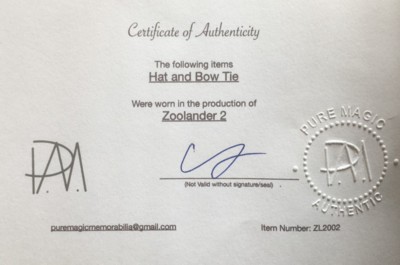 Certificate of Authenticity
The following items
Hat and Bow Tie
Were worn in the production of
Zoolander 2
PURE MAGIC
P.M
AUTHENTIC
P.M
(Not Valid without signature/seal)
puremagicmemorabilia@gmail.com
Item Number: ZL2002